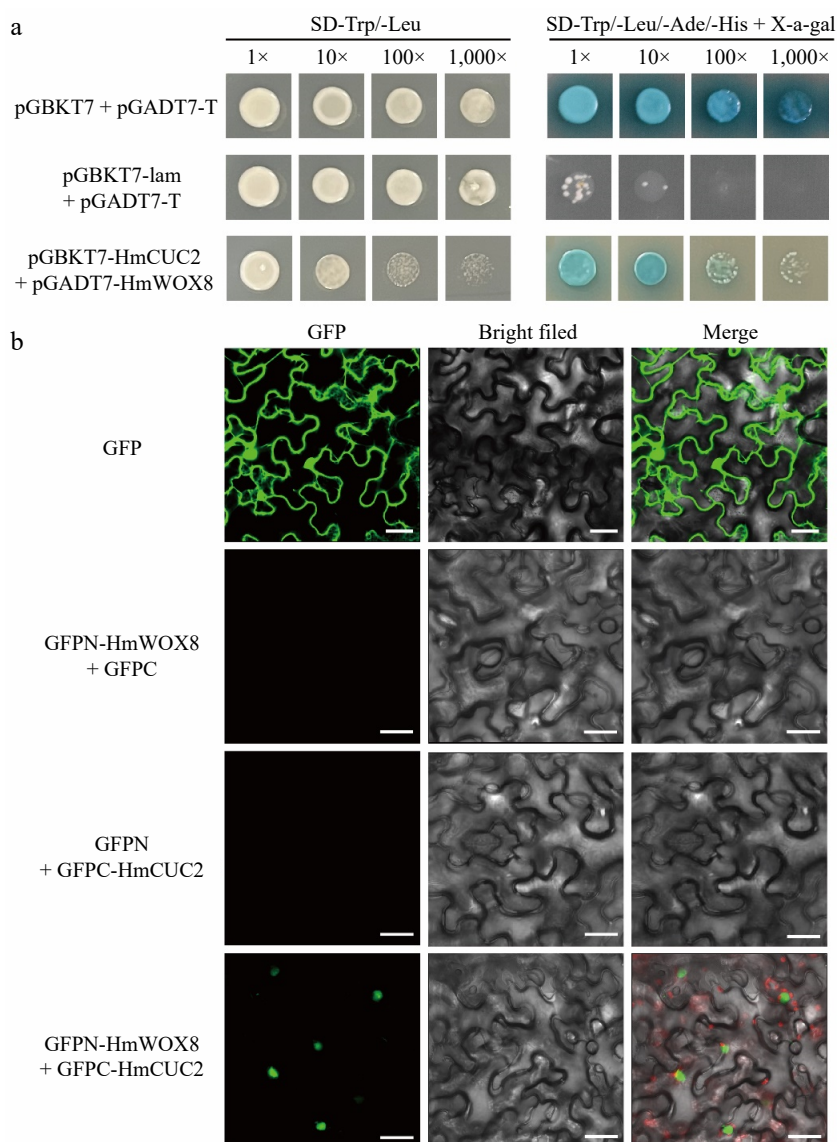 a
SD-Trp/-Leu
SD-Trp/-Leu/-Ade/-His + X-a-gal
1× 10× 100× 1,000× 1× 10× 100× 1,000×
pGBKT7 + pGADT7-T
pGBKT7-lam
+ pGADT7-T
pGBKT7-HmCUC2
+ pGADT7-HmWOX8
b
GFP Bright filed Merge
GFP
GFPN-HmWOX8
+ GFPC
GFPN
+ GFPC-HmCUC2
GFPN-HmWOX8
+ GFPC-HmCUC2